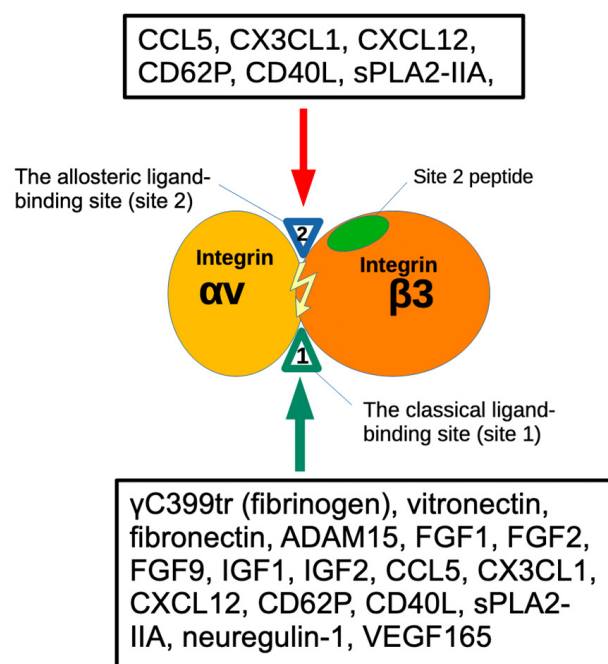 CCL5, CX3CL1, CXCL12,
CD62P, CD40L, sPLA2-IIA,
The allosteric ligand-
binding site (site 2)
Site 2 peptide
2
Integrin
αv
Integrin
β3
1
The classical ligand-
binding site (site 1)
γC399tr (fibrinogen), vitronectin,
fibronectin, ADAM15, FGF1, FGF2,
FGF9, IGF1, IGF2, CCL5, CX3CL1,
CXCL12, CD62P, CD40L, sPLA2-
IIA, neuregulin-1, VEGF165